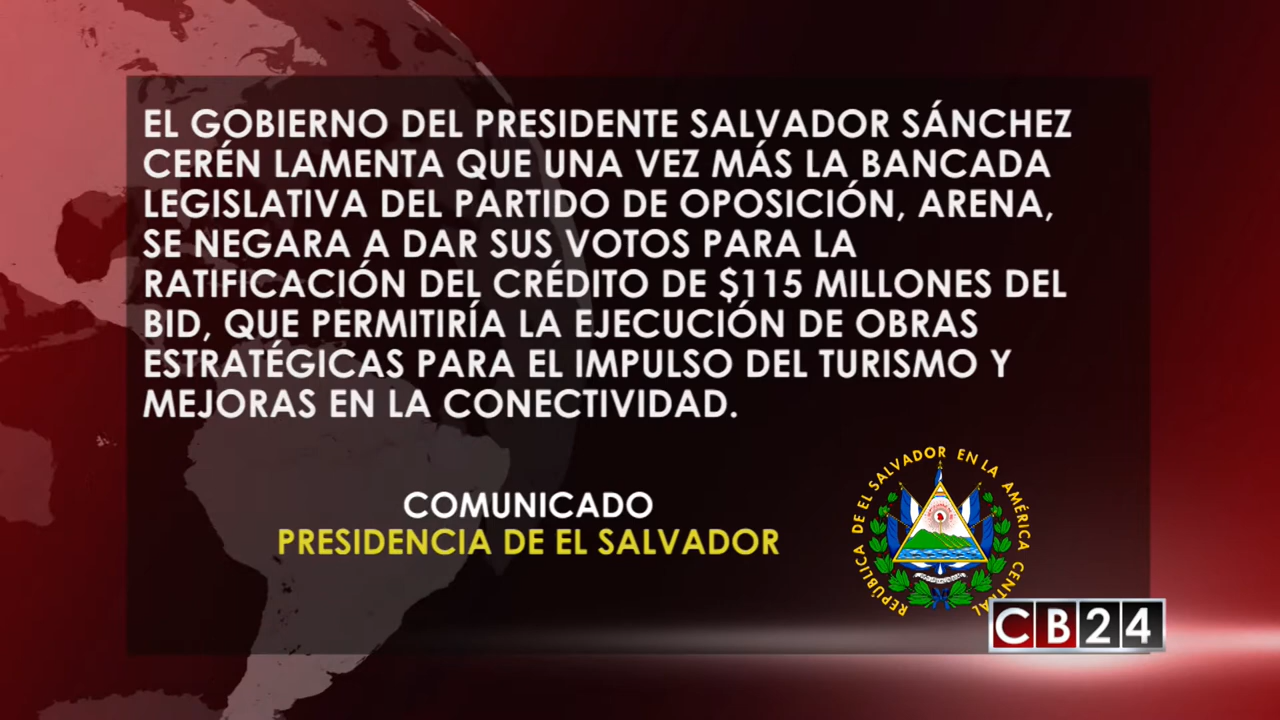 EL GOBIERNO DEL PRESIDENTE SALVADOR SÁNCHEZ
CERÉN LAMENTA QUE UNA VEZ MÁS LA BANCADA
LEGISLATIVA DEL PARTIDO DE OPOSICIÓN, ARENA,
SE NEGARA A DAR SUS VOTOS PARA LA
RATIFICACIÓN DEL CRÉDITO DE $115 MILLONES DEL
BID, QUE PERMITIRÍA LA EJECUCIÓN DE OBRAS
ESTRATÉGICAS PARA EL IMPULSO DEL TURISMO Y
MEJORAS EN LA CONECTIVIDAD.
COMUNICADO
PRESIDENCIA DE EL SALVADOR
REPÚBLICA DE EL SALVADOR EN LA AMÉRICA CENTRAL
CB24